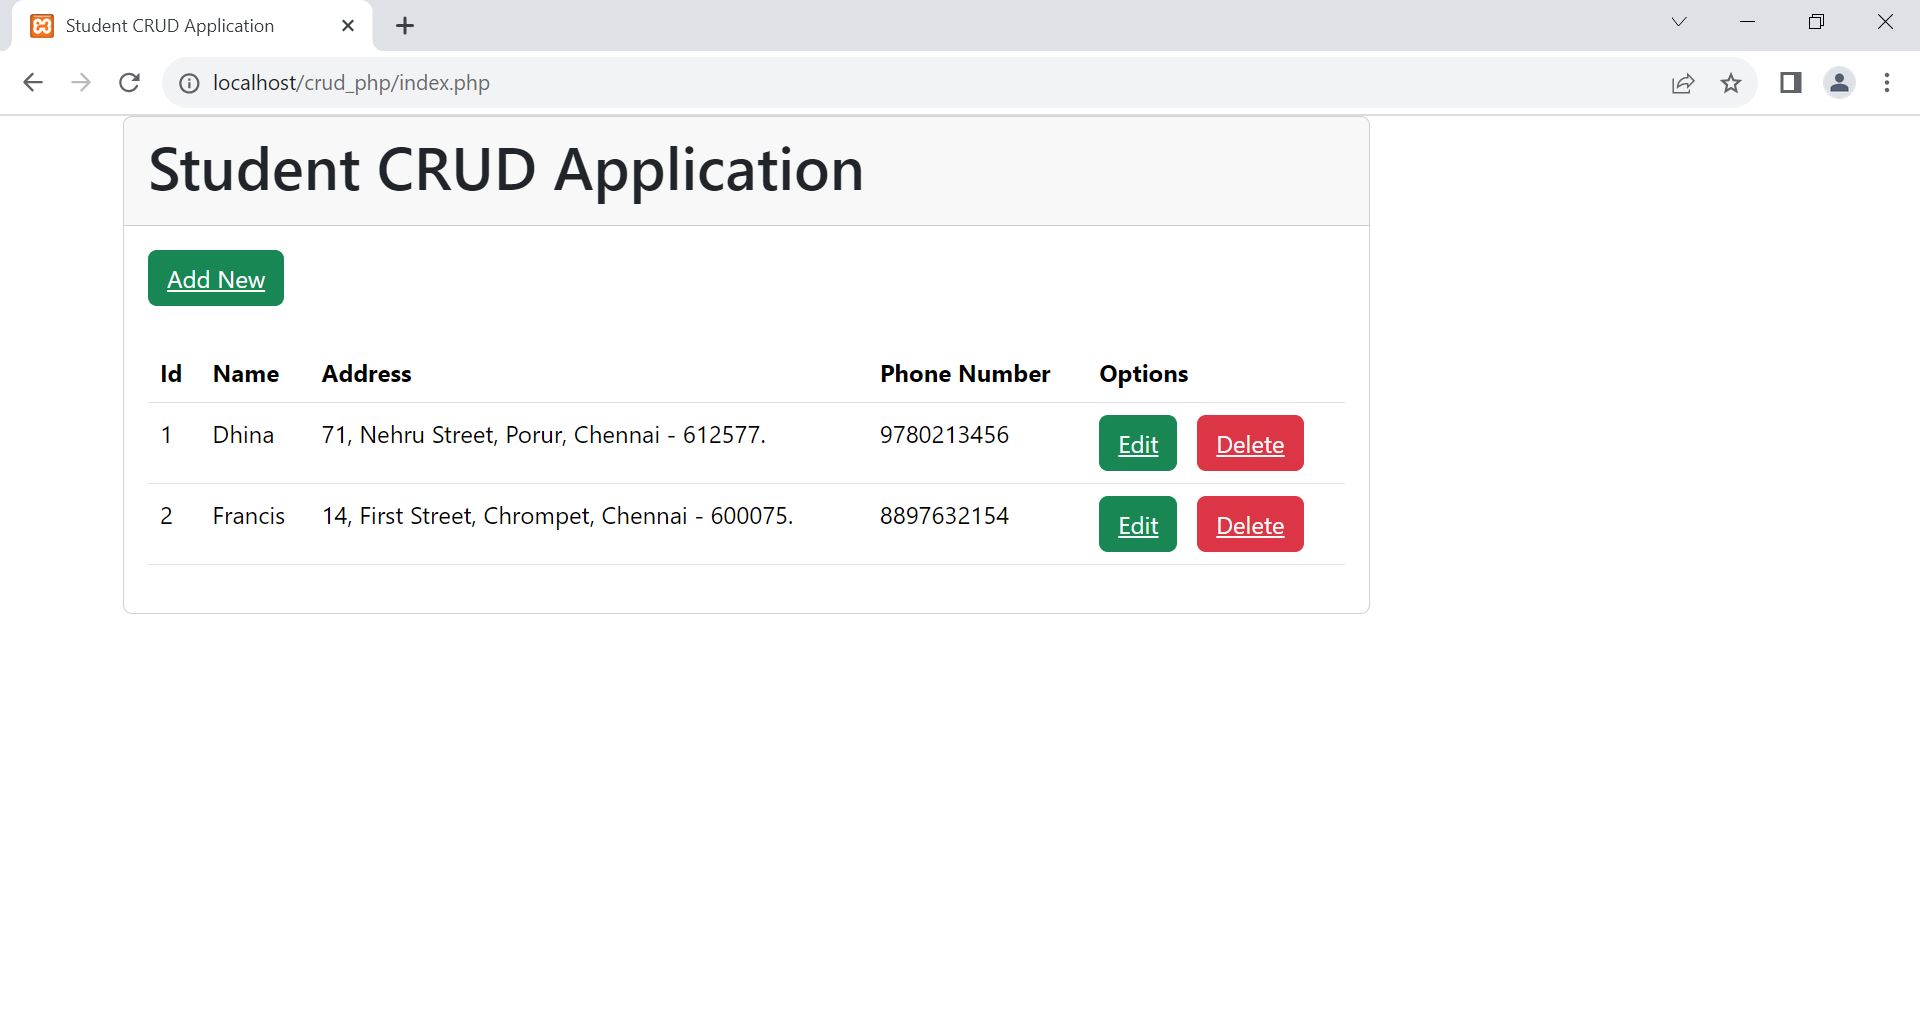 Student CRUD Application
localhost/crud_php/index.php
Student CRUD Application
Add New
Id Name Address Phone Number Options
1 Dhina 71, Nehru Street, Porur, Chennai - 612577. 9780213456 Edit Delete
2 Francis 14, First Street, Chrompet, Chennai - 600075. 8897632154 Edit Delete